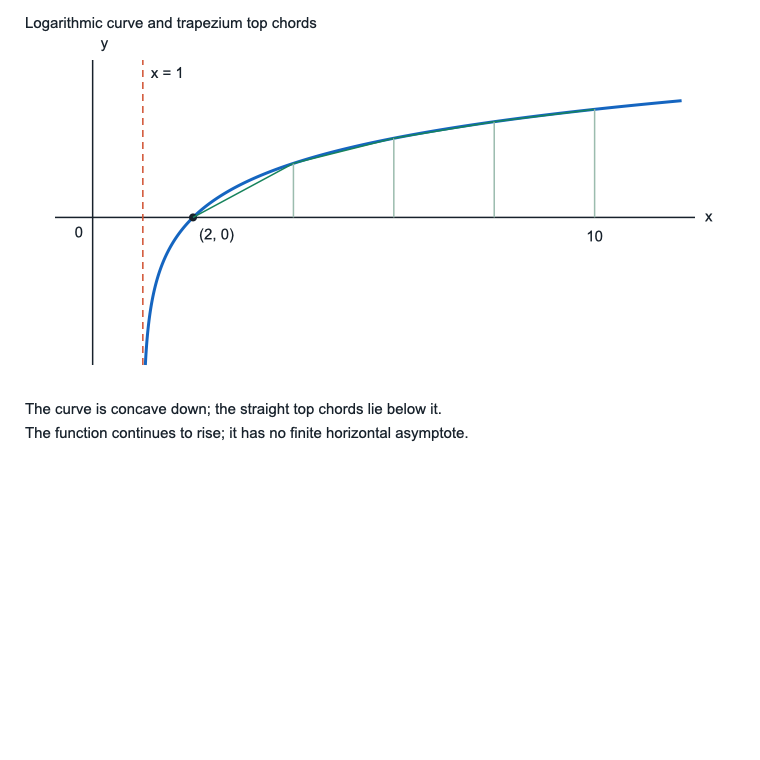 Logarithmic curve and trapezium top chords
y
x = 1
x
0
(2, 0)
10
The curve is concave down; the straight top chords lie below it.
The function continues to rise; it has no finite horizontal asymptote.